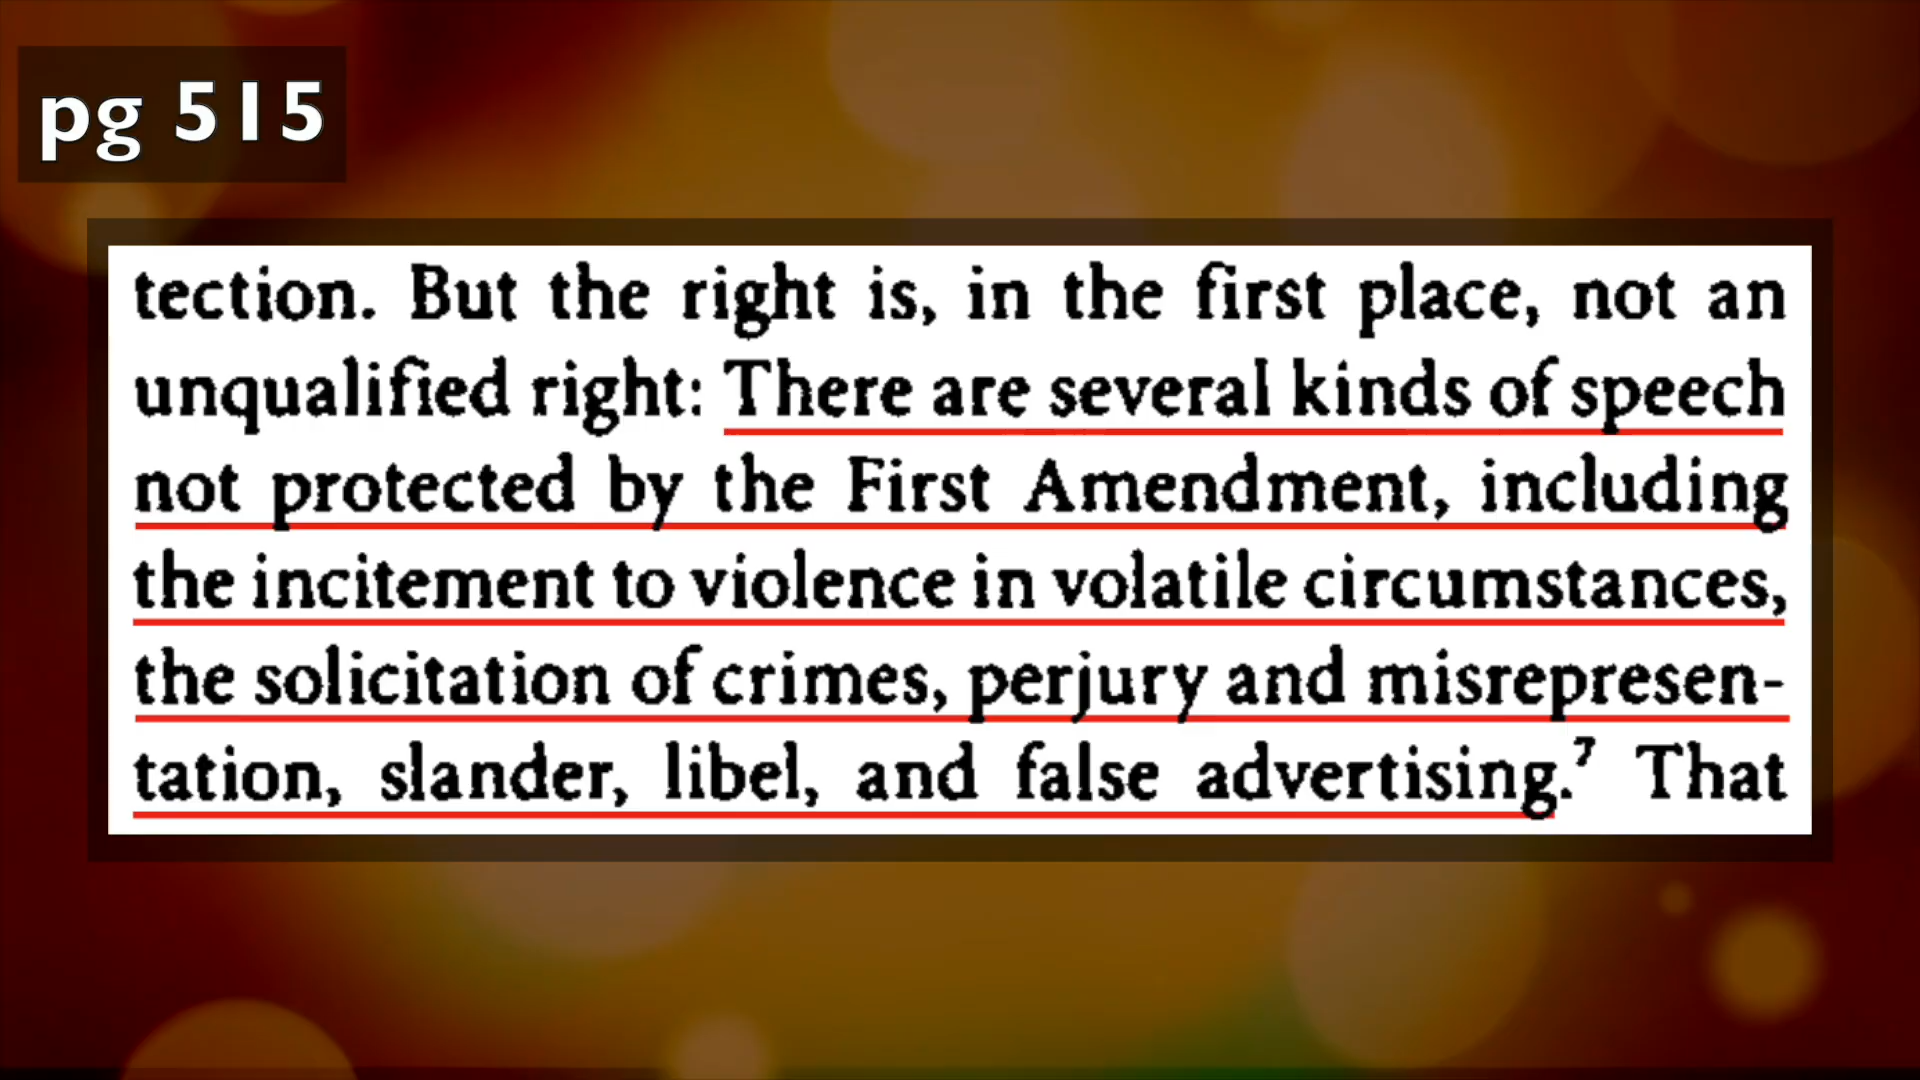 pg 515
tection. But the right is, in the first place, not an
unqualified right: There are several kinds of speech
not protected by the First Amendment, including
the incitement to violence in volatile circumstances,
the solicitation of crimes, perjury and misrepresen-
tation, slander, libel, and false advertising.⁷ That